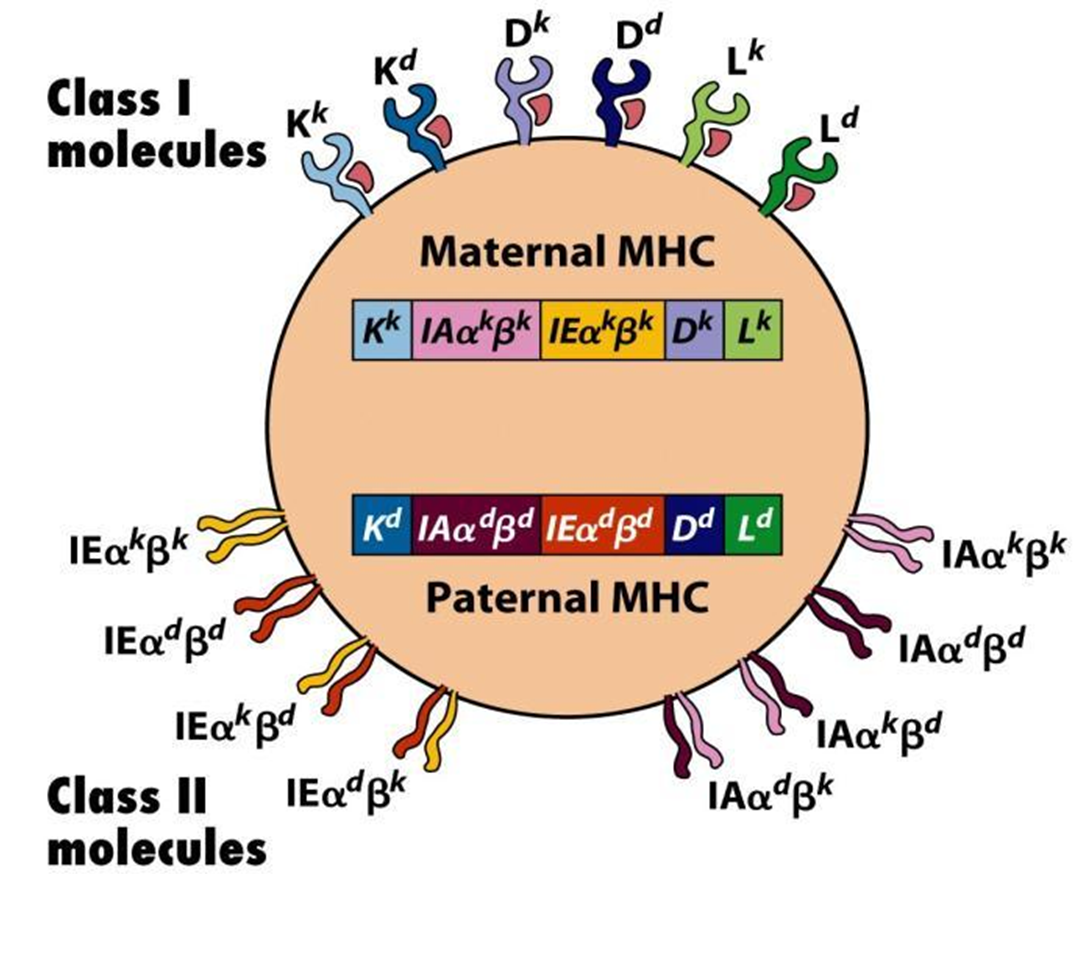 Class I
molecules
Kᵏ
Kᵈ
Dᵏ
Dᵈ
Lᵏ
Lᵈ
Maternal MHC
Kᵏ IAαᵏβᵏ IEαᵏβᵏ Dᵏ Lᵏ
Kᵈ IAαᵈβᵈ IEαᵈβᵈ Dᵈ Lᵈ
Paternal MHC
IEαᵏβᵏ
IEαᵈβᵈ
IEαᵏβᵈ
IEαᵈβᵏ
IAαᵏβᵏ
IAαᵈβᵈ
IAαᵏβᵈ
IAαᵈβᵏ
Class II
molecules